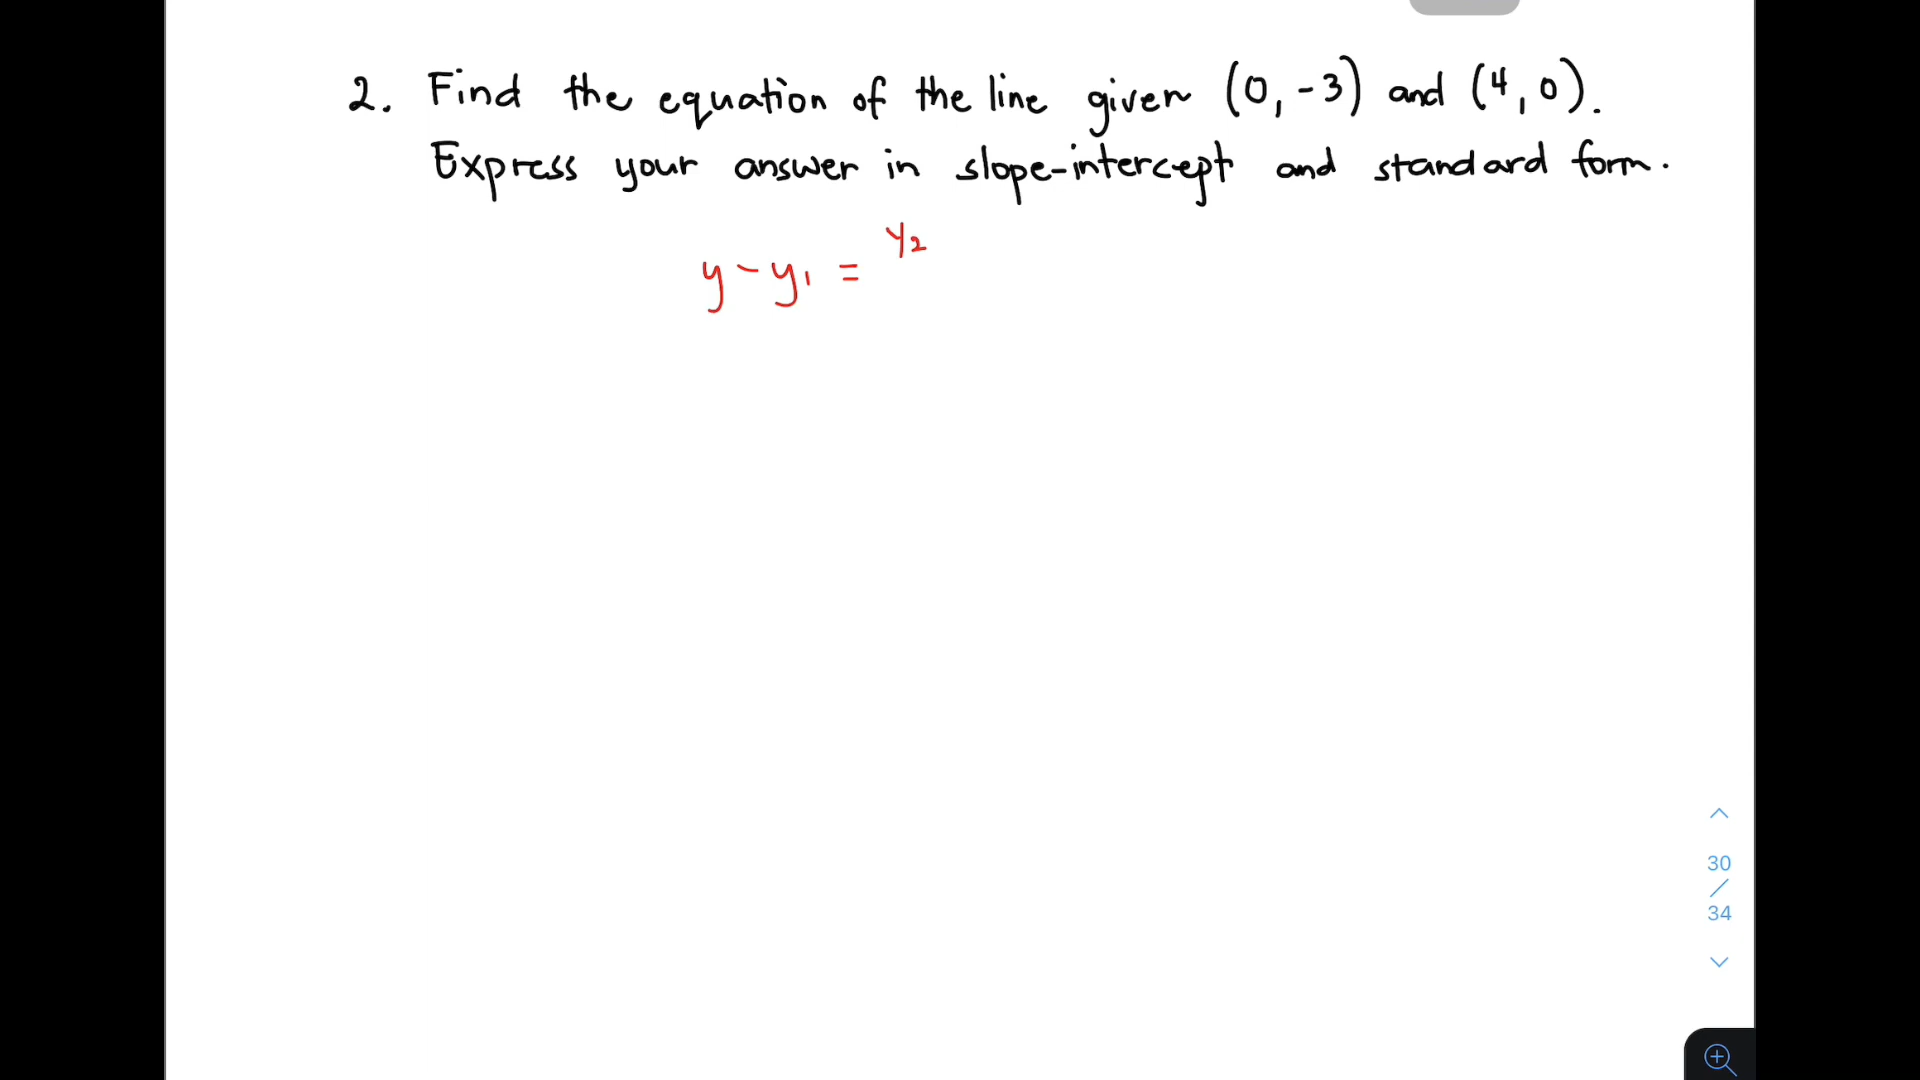 2. Find the equation of the line given (0, -3) and (4, 0).
Express your answer in slope-intercept and standard form.
y - y₁ = y₂
30
/
34